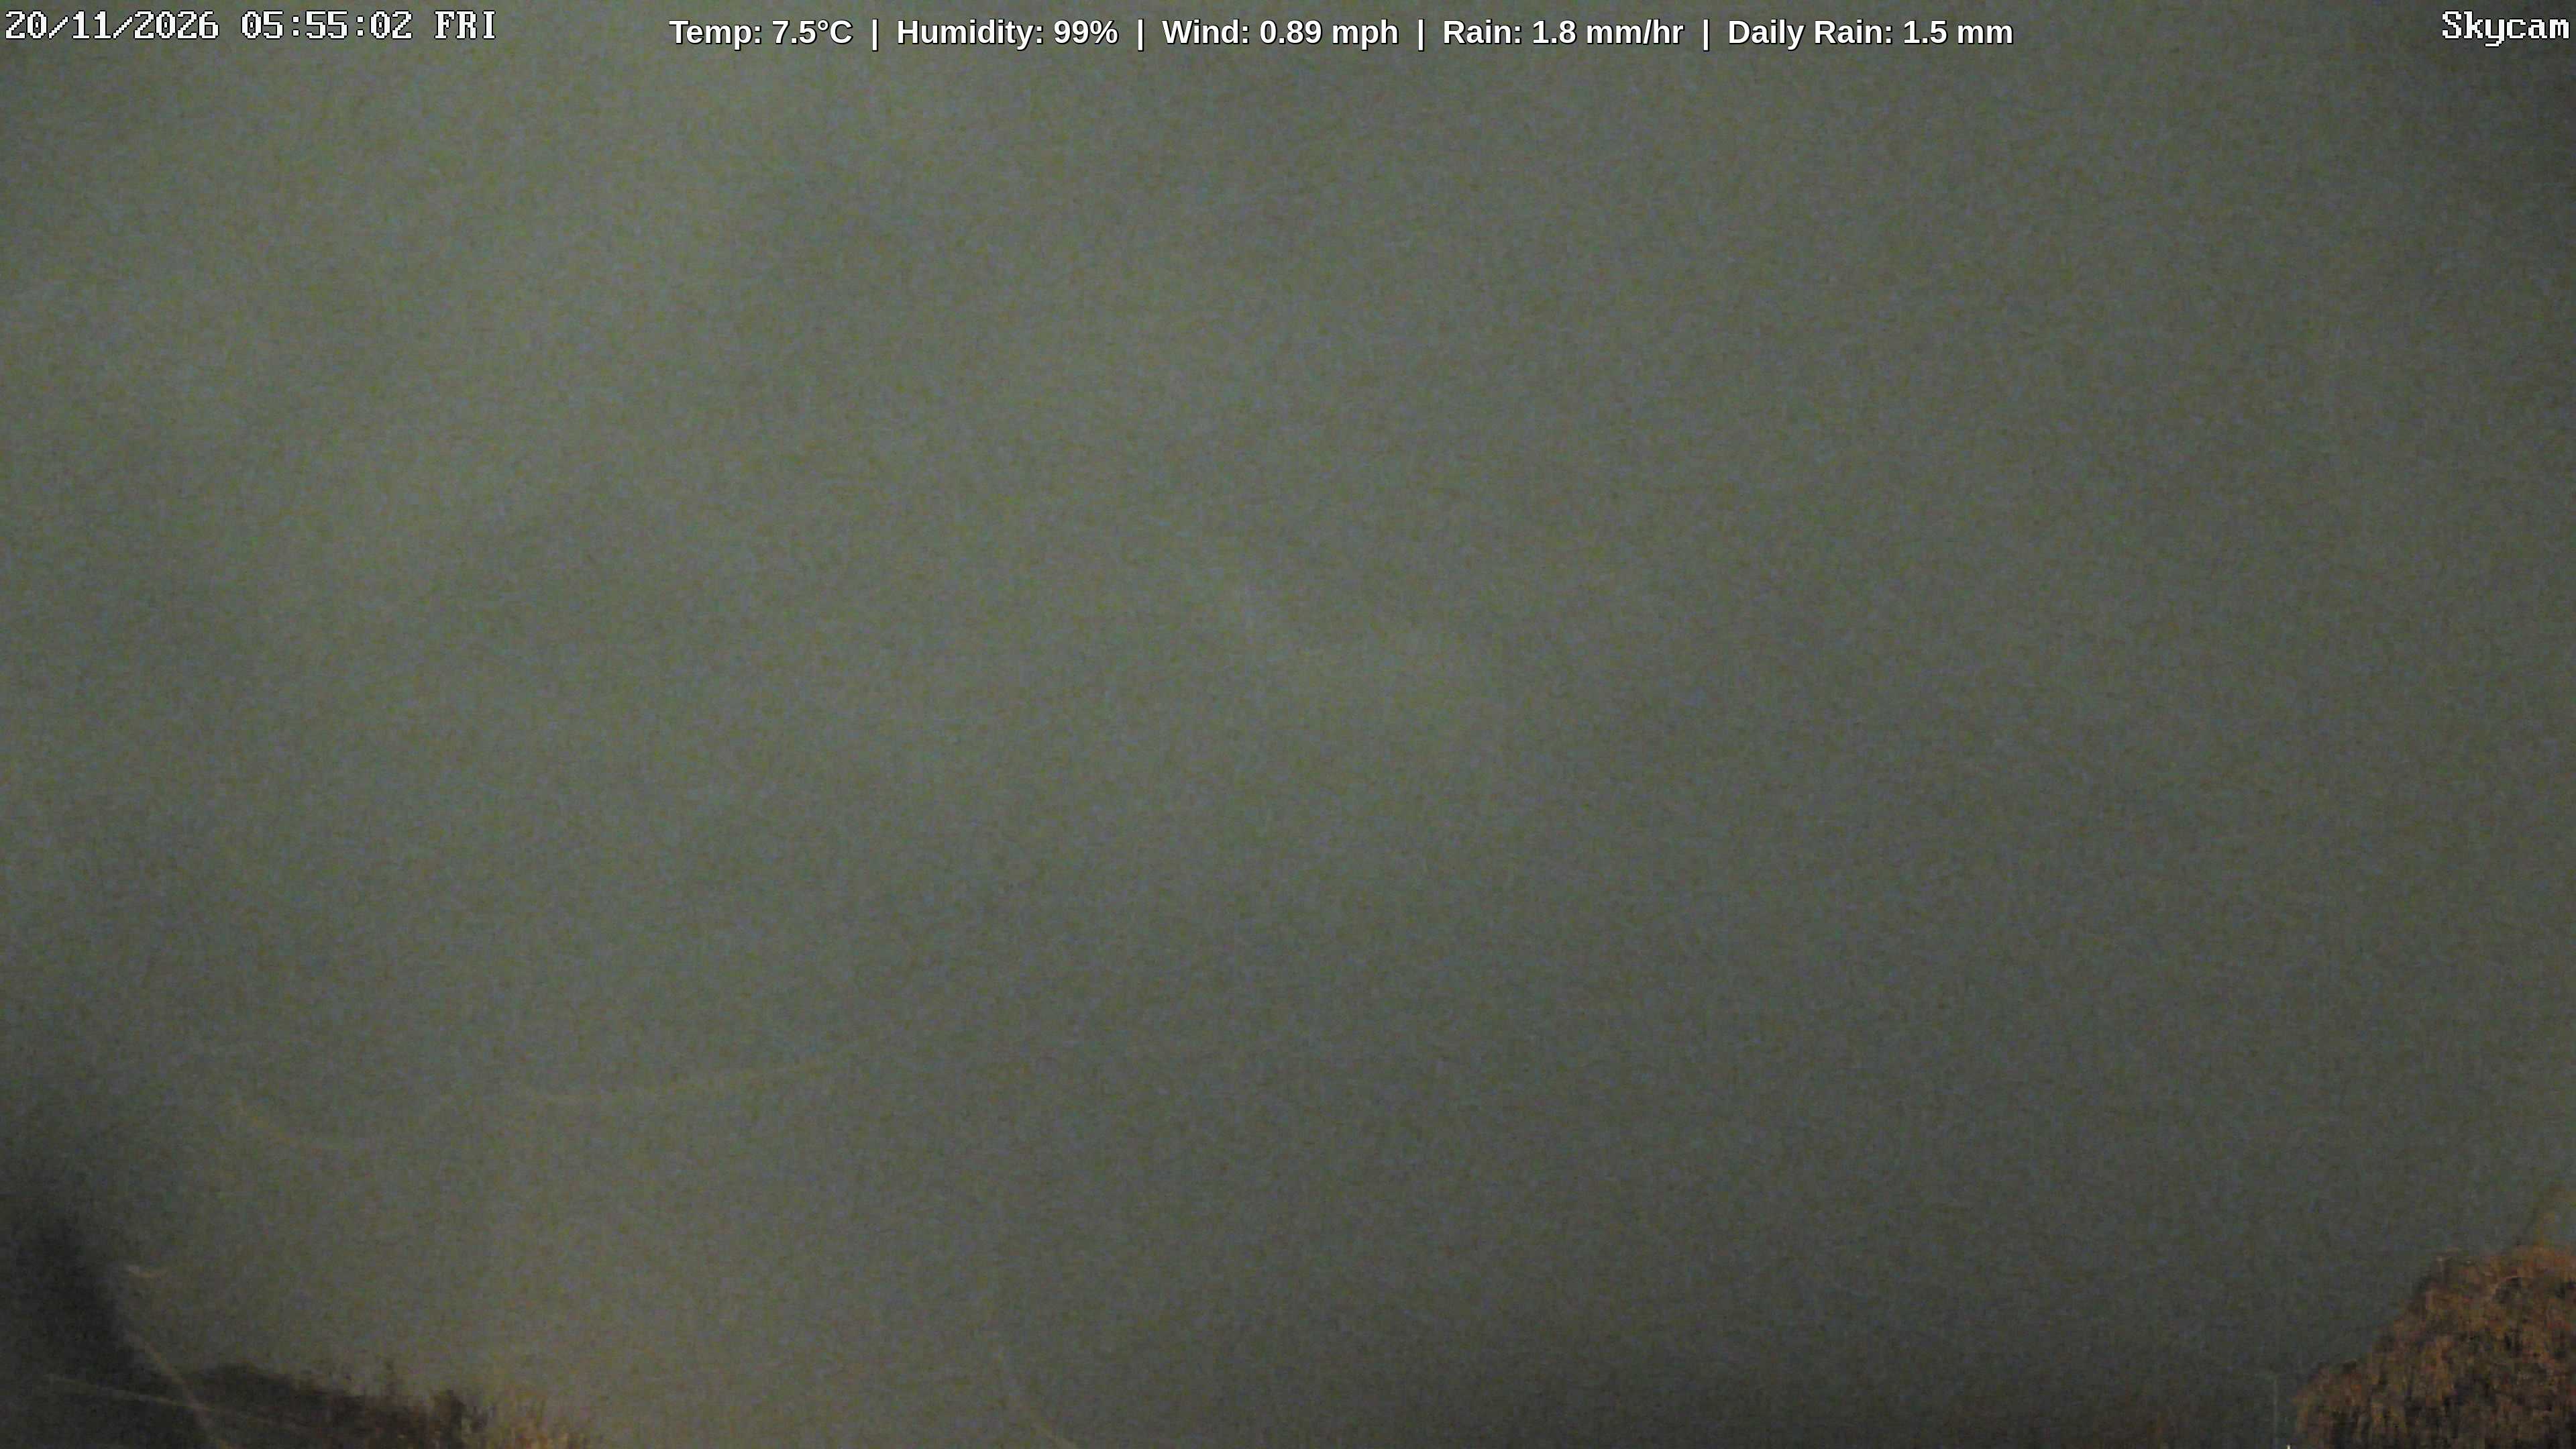 20/11/2026 05:55:02 FRI
Temp: 7.5°C | Humidity: 99% | Wind: 0.89 mph | Rain: 1.8 mm/hr | Daily Rain: 1.5 mm
Skycam